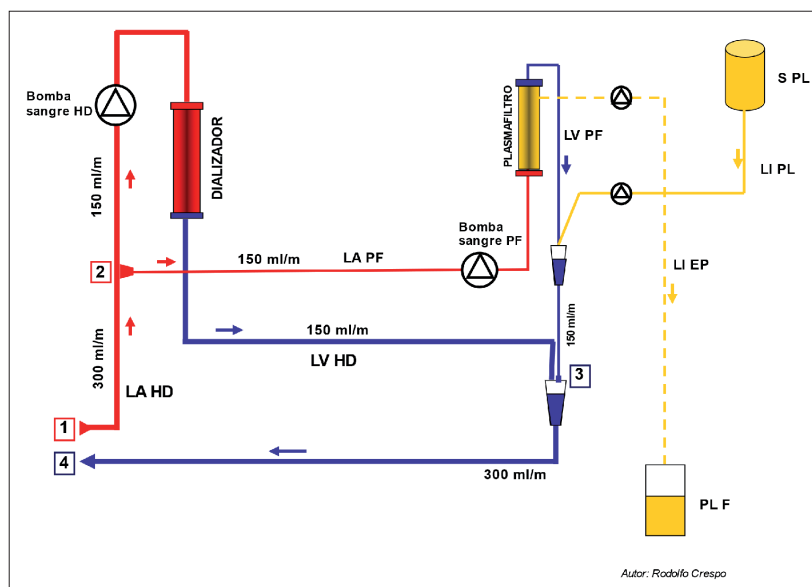 Bomba
sangre HD
150 ml/m
DIALIZADOR
2
300 ml/m
LA HD
1
4
150 ml/m
LA PF
Bomba
sangre PF
PLASMAFILTRO
LV PF
S PL
LI PL
LI EP
150 ml/m
LV HD
150 ml/m
3
300 ml/m
PL F
Autor: Rodolfo Crespo